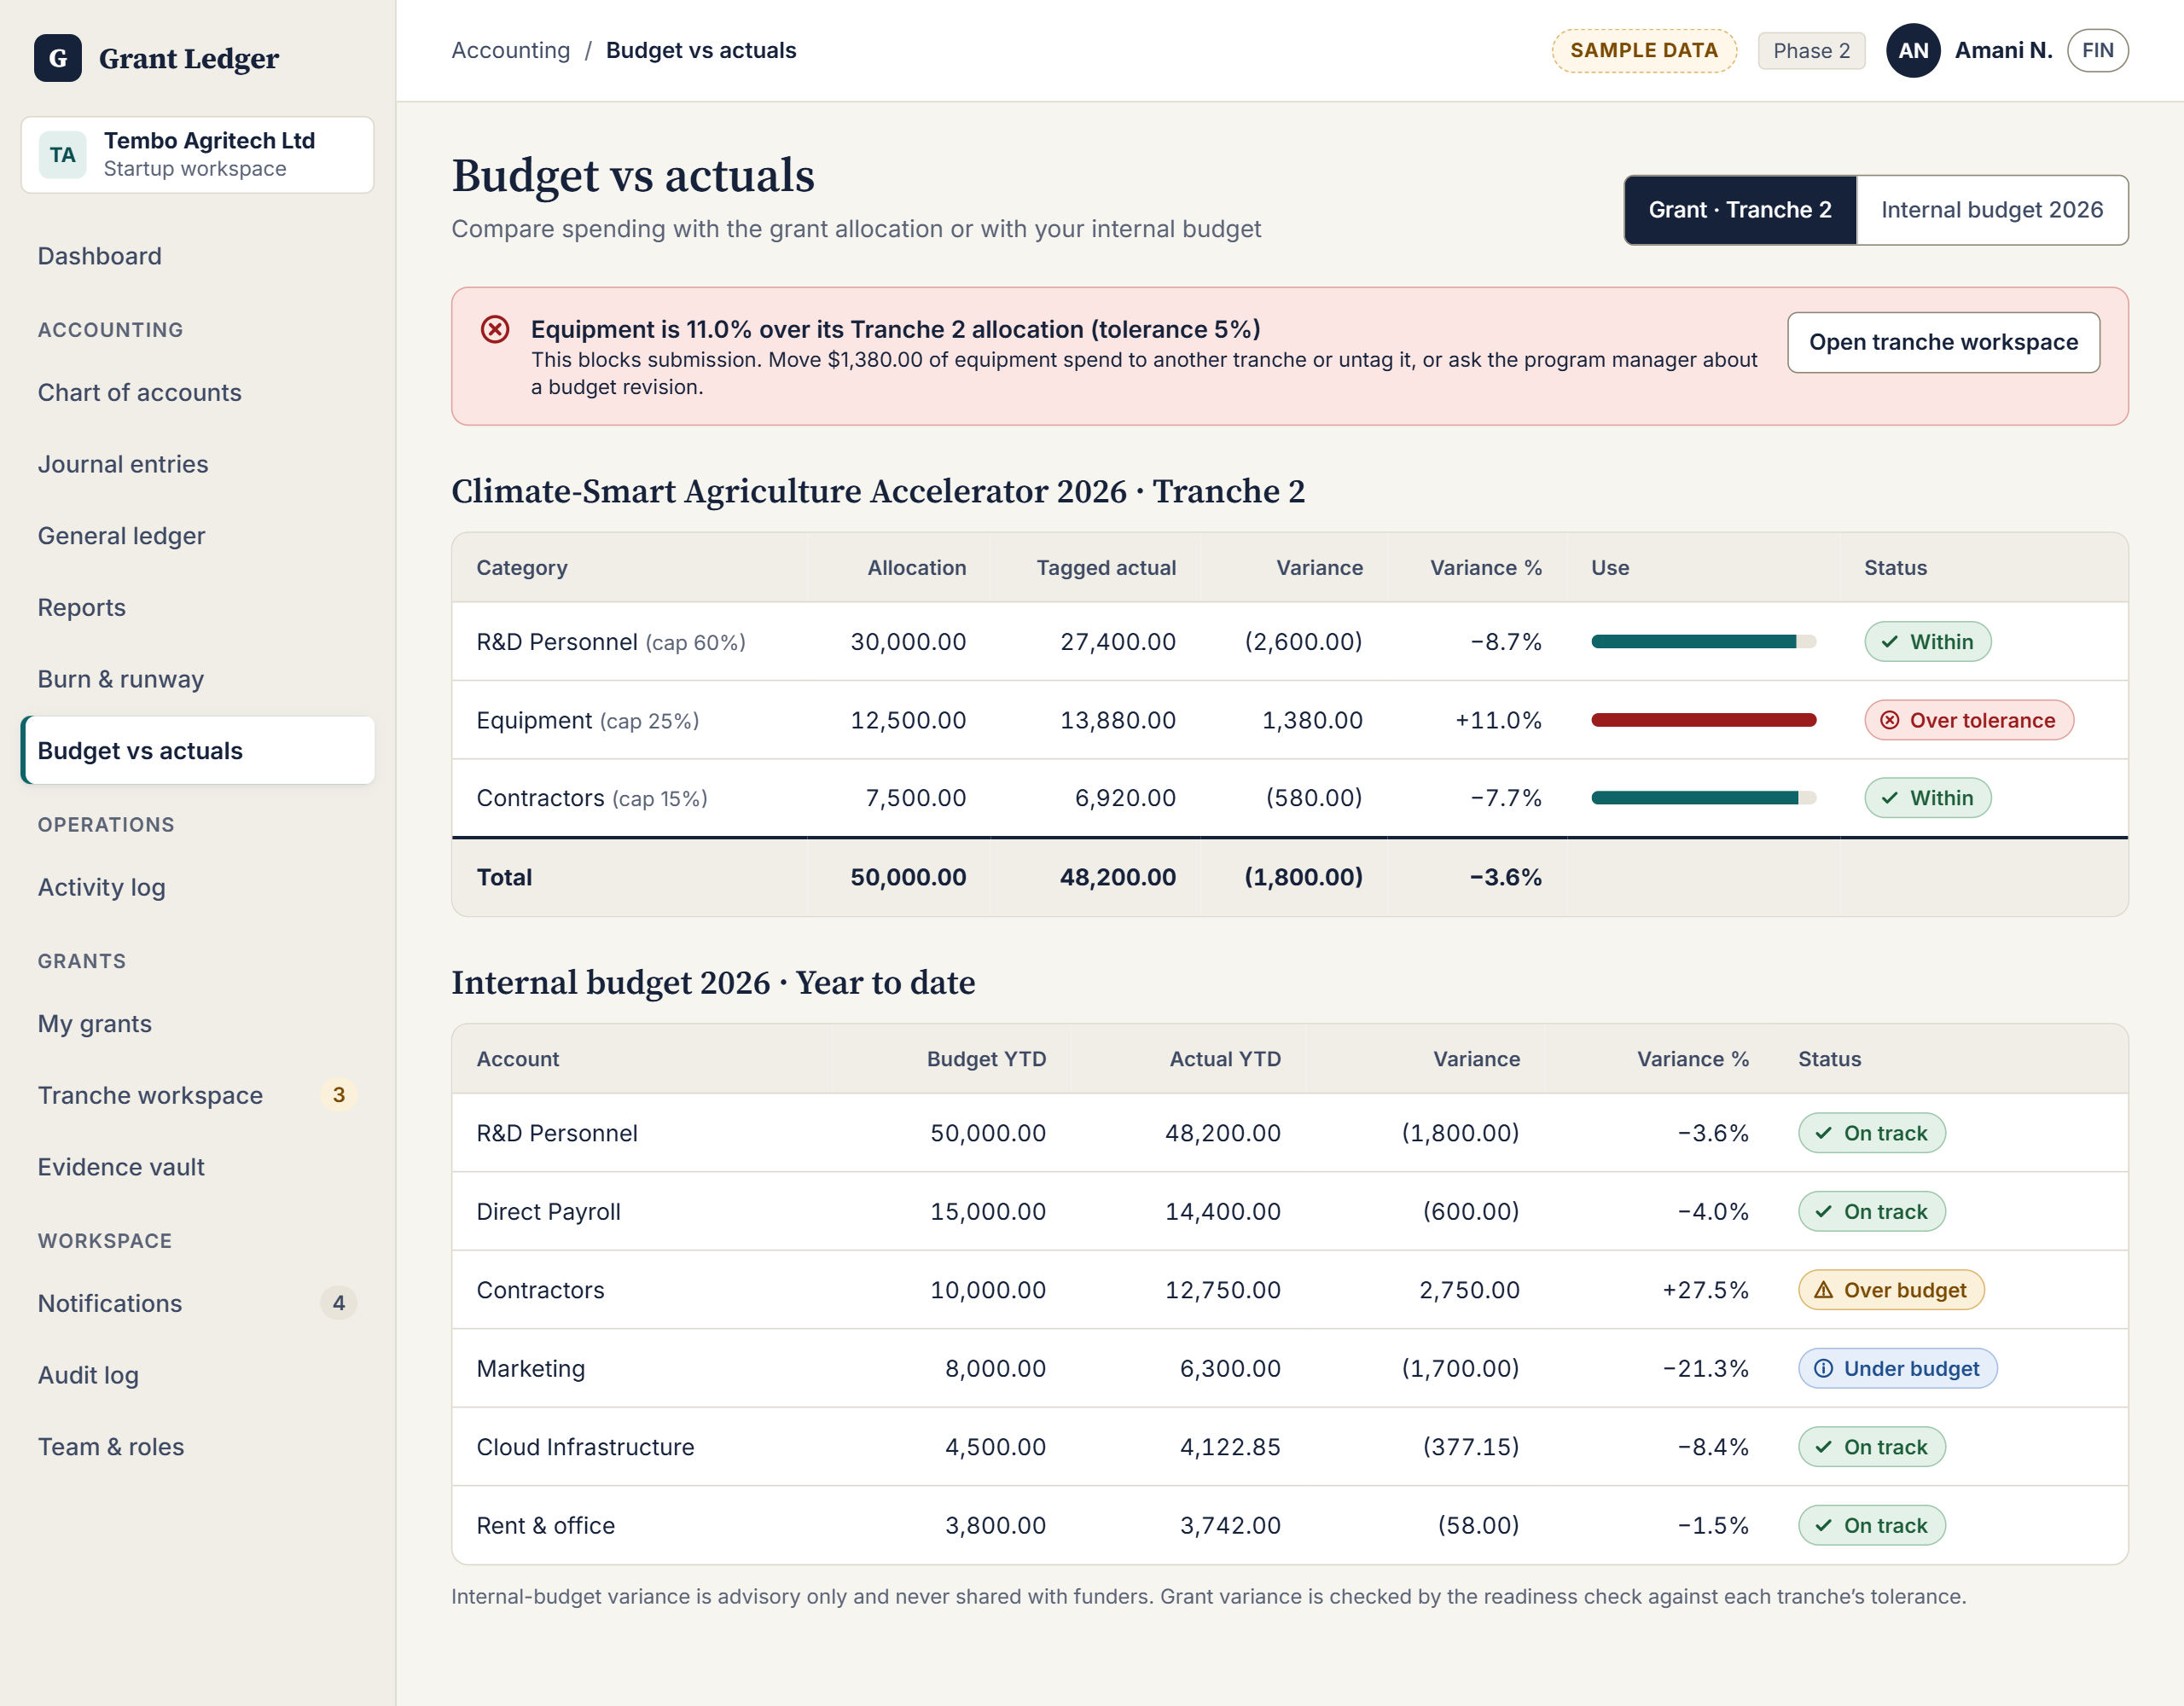 G Grant Ledger
TA Tembo Agritech Ltd
Startup workspace
Dashboard
ACCOUNTING
Chart of accounts
Journal entries
General ledger
Reports
Burn & runway
Budget vs actuals
OPERATIONS
Activity log
GRANTS
My grants
Tranche workspace 3
Evidence vault
WORKSPACE
Notifications 4
Audit log
Team & roles
Accounting / Budget vs actuals
SAMPLE DATA Phase 2 AN Amani N. FIN
Budget vs actuals
Compare spending with the grant allocation or with your internal budget
Grant · Tranche 2 Internal budget 2026
Equipment is 11.0% over its Tranche 2 allocation (tolerance 5%)
This blocks submission. Move $1,380.00 of equipment spend to another tranche or untag it, or ask the program manager about
a budget revision.
Open tranche workspace
Climate-Smart Agriculture Accelerator 2026 · Tranche 2
Category Allocation Tagged actual Variance Variance % Use Status
R&D Personnel (cap 60%) 30,000.00 27,400.00 (2,600.00) −8.7% Within
Equipment (cap 25%) 12,500.00 13,880.00 1,380.00 +11.0% Over tolerance
Contractors (cap 15%) 7,500.00 6,920.00 (580.00) −7.7% Within
Total 50,000.00 48,200.00 (1,800.00) −3.6%
Internal budget 2026 · Year to date
Account Budget YTD Actual YTD Variance Variance % Status
R&D Personnel 50,000.00 48,200.00 (1,800.00) −3.6% On track
Direct Payroll 15,000.00 14,400.00 (600.00) −4.0% On track
Contractors 10,000.00 12,750.00 2,750.00 +27.5% Over budget
Marketing 8,000.00 6,300.00 (1,700.00) −21.3% Under budget
Cloud Infrastructure 4,500.00 4,122.85 (377.15) −8.4% On track
Rent & office 3,800.00 3,742.00 (58.00) −1.5% On track
Internal-budget variance is advisory only and never shared with funders. Grant variance is checked by the readiness check against each tranche’s tolerance.